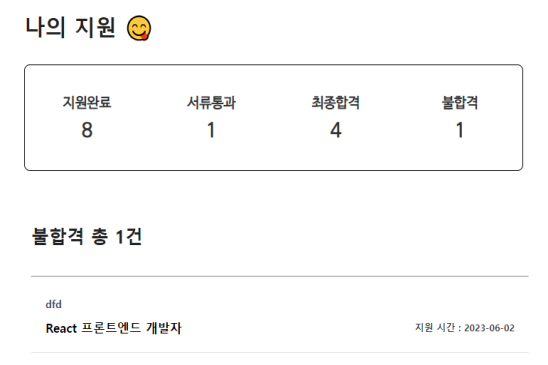 나의 지원 😋
지원완료 서류통과 최종합격 불합격
8 1 4 1
불합격 총 1건
dfd
React 프론트엔드 개발자 지원 시간 : 2023-06-02